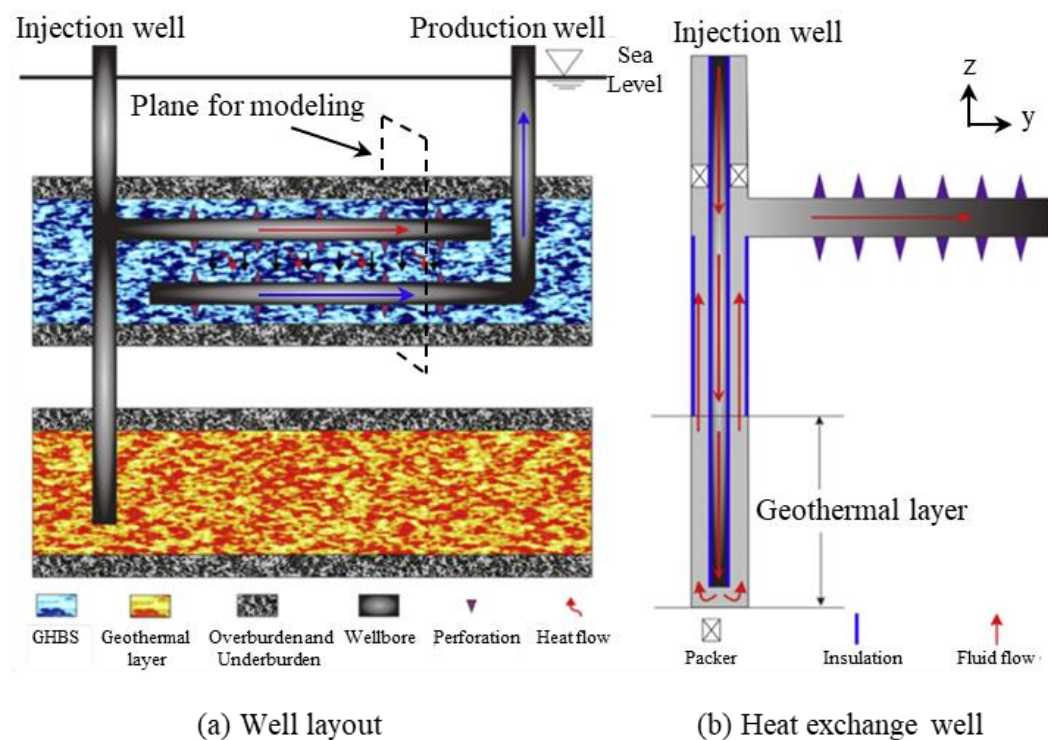 Injection well
Production well
Sea
Level
Plane for modeling
GHBS
Geothermal
layer
Overburden and
Underburden
Wellbore
Perforation
Heat flow
(a) Well layout
Injection well
z
y
Geothermal layer
Packer
Insulation
Fluid flow
(b) Heat exchange well